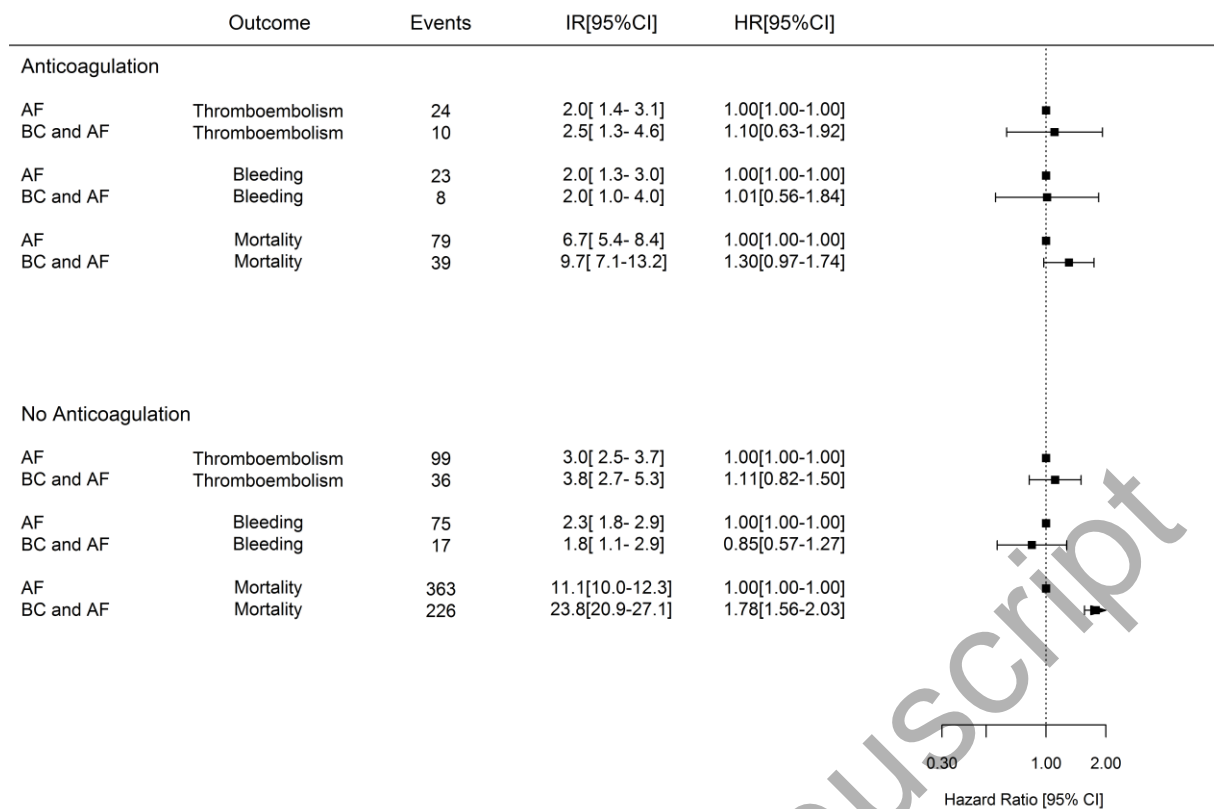 Outcome Events IR[95%CI] HR[95%CI]
Anticoagulation
AF Thromboembolism 24 2.0[ 1.4- 3.1] 1.00[1.00-1.00]
BC and AF Thromboembolism 10 2.5[ 1.3- 4.6] 1.10[0.63-1.92]
AF Bleeding 23 2.0[ 1.3- 3.0] 1.00[1.00-1.00]
BC and AF Bleeding 8 2.0[ 1.0- 4.0] 1.01[0.56-1.84]
AF Mortality 79 6.7[ 5.4- 8.4] 1.00[1.00-1.00]
BC and AF Mortality 39 9.7[ 7.1-13.2] 1.30[0.97-1.74]
No Anticoagulation
AF Thromboembolism 99 3.0[ 2.5- 3.7] 1.00[1.00-1.00]
BC and AF Thromboembolism 36 3.8[ 2.7- 5.3] 1.11[0.82-1.50]
AF Bleeding 75 2.3[ 1.8- 2.9] 1.00[1.00-1.00]
BC and AF Bleeding 17 1.8[ 1.1- 2.9] 0.85[0.57-1.27]
AF Mortality 363 11.1[10.0-12.3] 1.00[1.00-1.00]
BC and AF Mortality 226 23.8[20.9-27.1] 1.78[1.56-2.03]
0.30 1.00 2.00
Hazard Ratio [95% CI]
uscript